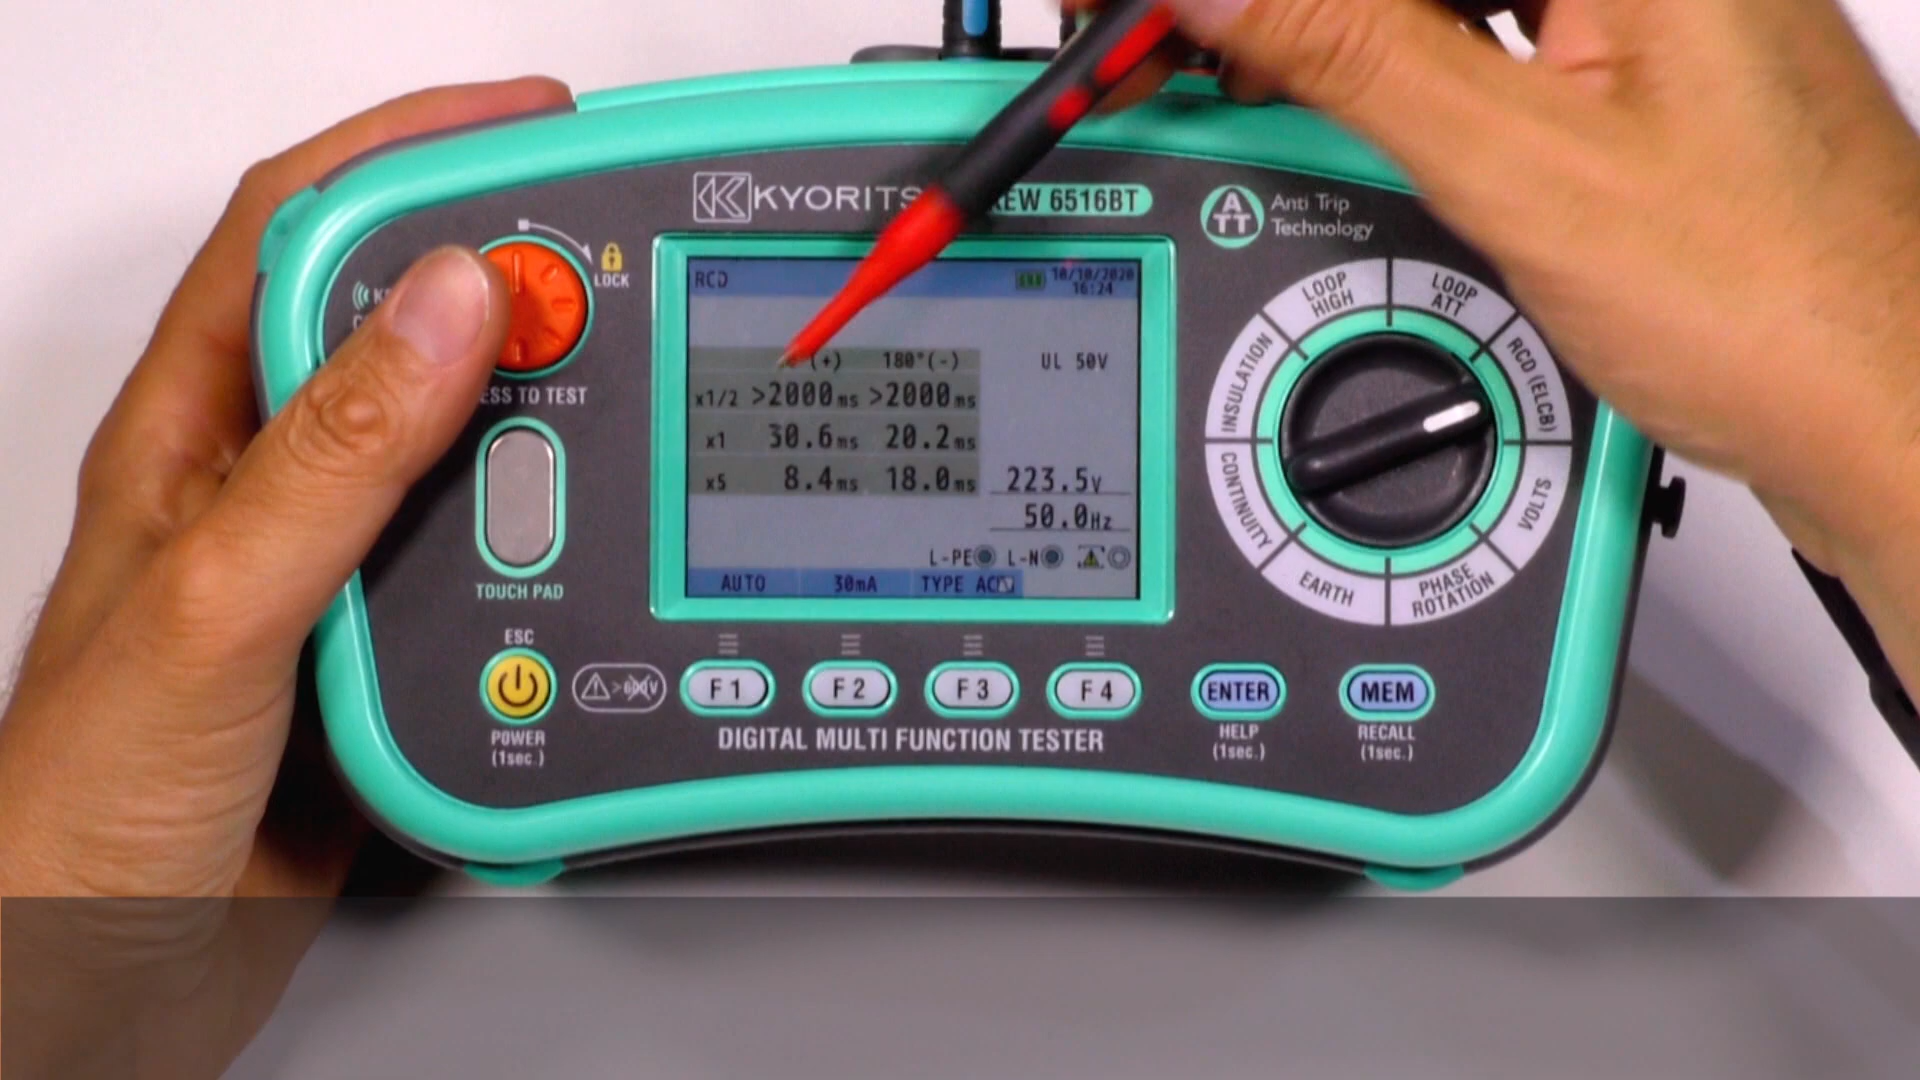 KYORITS
KEW 6516BT
ATT
Anti Trip
Technology
LOCK
ESS TO TEST
TOUCH PAD
ESC
POWER
(1sec.)
RCD
10/10/2020
16:24
(+) 180°(-) UL 50V
x1/2 >2000ms >2000ms
x1 30.6ms 20.2ms
x5 8.4ms 18.0ms
223.5V
50.0Hz
L-PE L-N
AUTO 30mA TYPE AC
>600V
F1 F2 F3 F4
DIGITAL MULTI FUNCTION TESTER
LOOP HIGH
LOOP ATT
RCD (ELCB)
VOLTS
PHASE ROTATION
EARTH
CONTINUITY
INSULATION
ENTER
HELP
(1sec.)
MEM
RECALL
(1sec.)